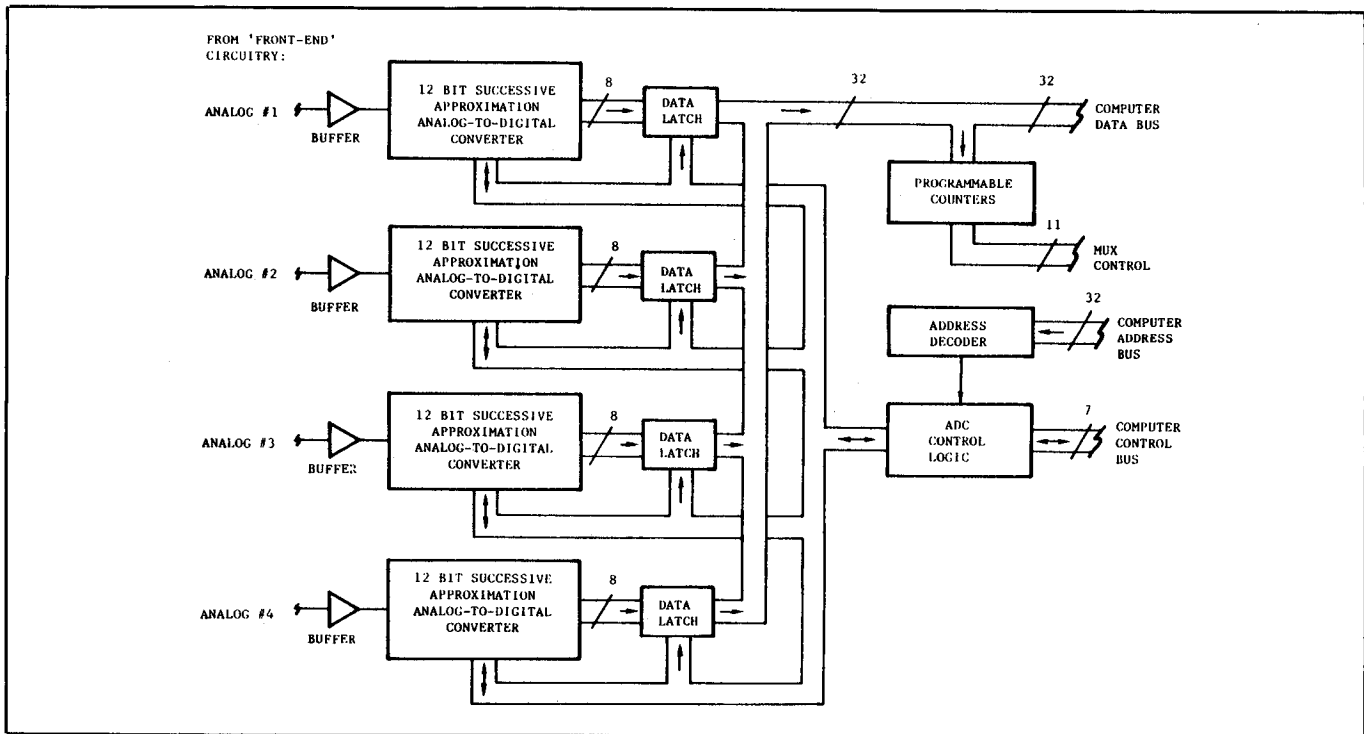 FROM 'FRONT-END'
CIRCUITRY:
ANALOG #1
BUFFER
12 BIT SUCCESSIVE
APPROXIMATION
ANALOG-TO-DIGITAL
CONVERTER
8
DATA
LATCH
32
32
COMPUTER
DATA BUS
PROGRAMMABLE
COUNTERS
11
MUX
CONTROL
ANALOG #2
BUFFER
12 BIT SUCCESSIVE
APPROXIMATION
ANALOG-TO-DIGITAL
CONVERTER
8
DATA
LATCH
ADDRESS
DECODER
32
COMPUTER
ADDRESS
BUS
ANALOG #3
BUFFER
12 BIT SUCCESSIVE
APPROXIMATION
ANALOG-TO-DIGITAL
CONVERTER
8
DATA
LATCH
ADC
CONTROL
LOGIC
7
COMPUTER
CONTROL
BUS
ANALOG #4
BUFFER
12 BIT SUCCESSIVE
APPROXIMATION
ANALOG-TO-DIGITAL
CONVERTER
8
DATA
LATCH